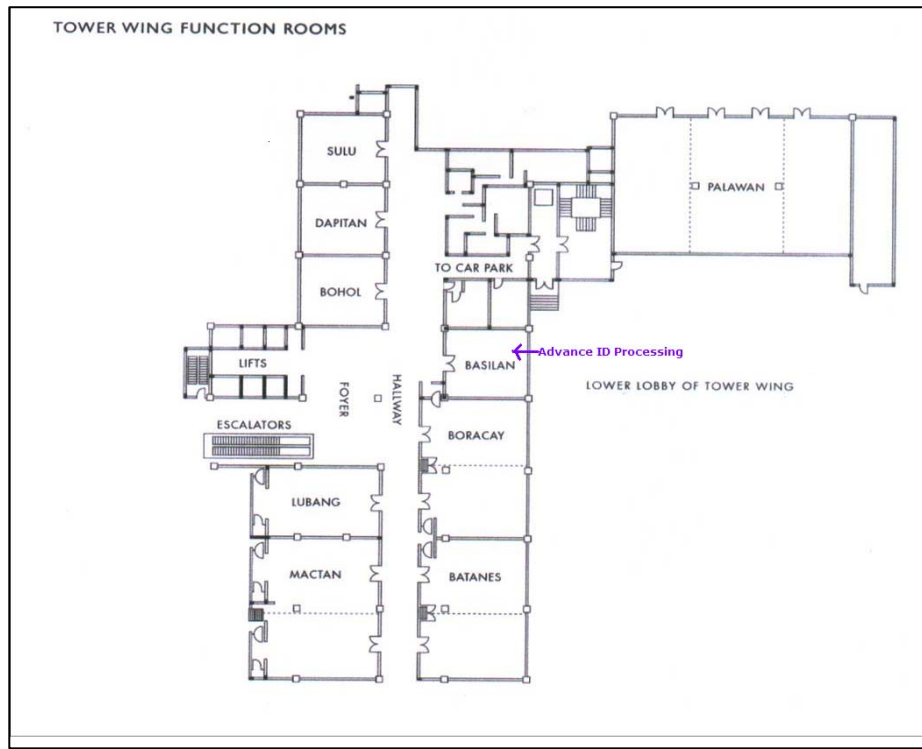 TOWER WING FUNCTION ROOMS
SULU
DAPITAN
PALAWAN
TO CAR PARK
BOHOL
LIFTS
BASILAN
Advance ID Processing
LOWER LOBBY OF TOWER WING
FOYER
HALLWAY
ESCALATORS
BORACAY
LUBANG
MACTAN
BATANES